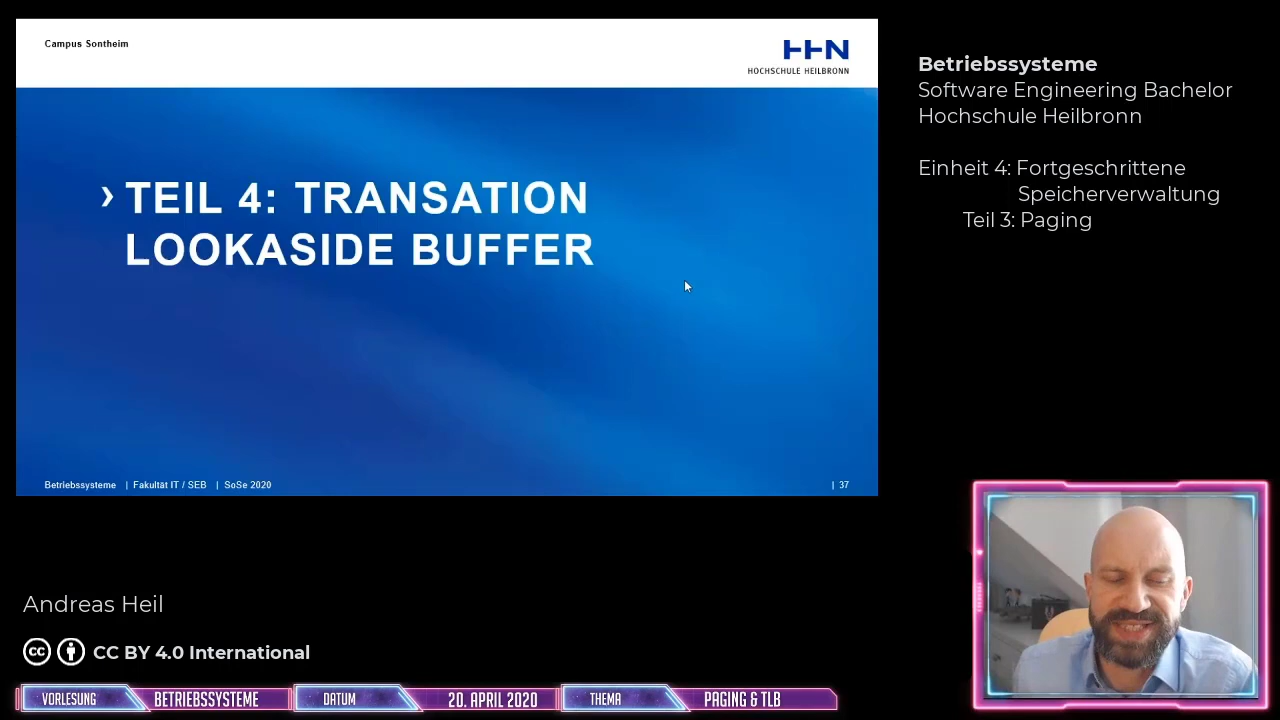 Campus Sontheim
HHN
HOCHSCHULE HEILBRONN
› TEIL 4: TRANSATION
LOOKASIDE BUFFER
Betriebssysteme | Fakultät IT / SEB | SoSe 2020 | 37
Betriebssysteme
Software Engineering Bachelor
Hochschule Heilbronn
Einheit 4: Fortgeschrittene
Speicherverwaltung
Teil 3: Paging
Andreas Heil
cc CC BY 4.0 International
VORLESUNG BETRIEBSSYSTEME DATUM 20. APRIL 2020 THEMA PAGING & TLB